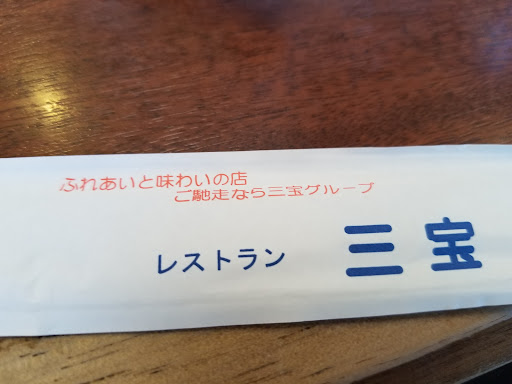 ふれあいと味わいの店
ご馳走なら三宝グループ
レストラン 三宝